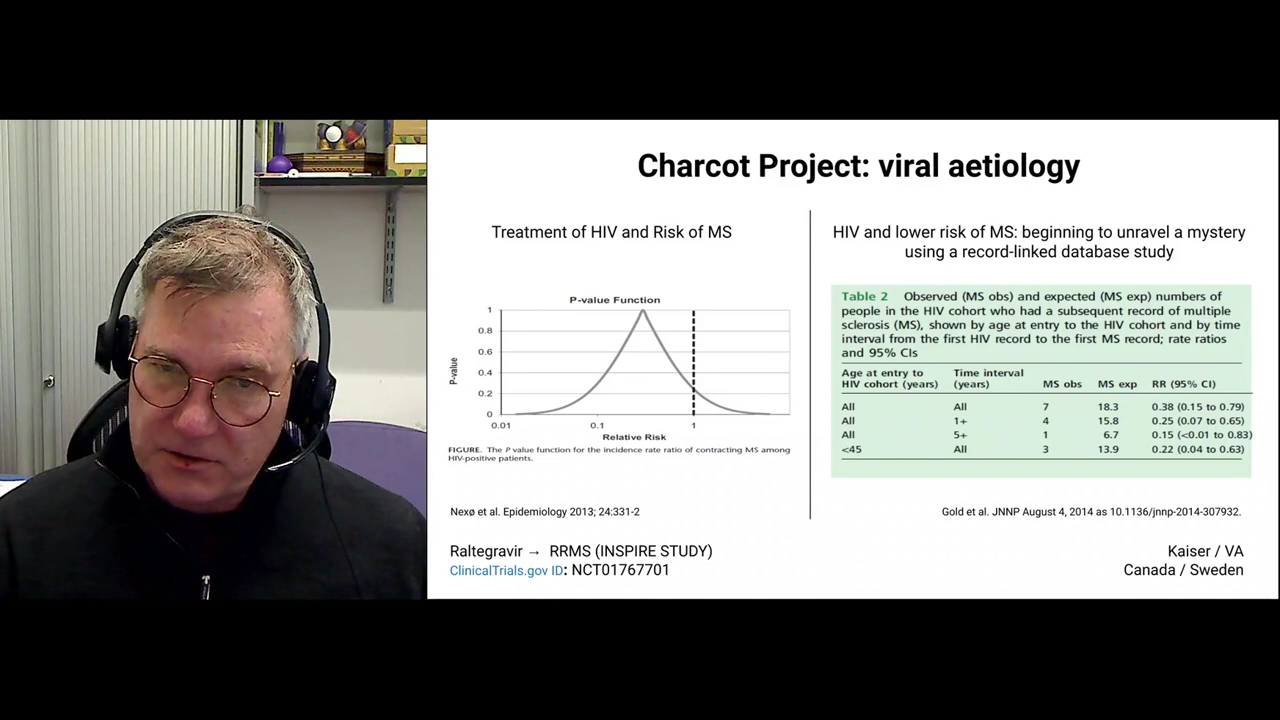 Charcot Project: viral aetiology
Treatment of HIV and Risk of MS
P-value Function
P-value
1
0.8
0.6
0.4
0.2
0
0.01
0.1
1
Relative Risk
FIGURE. The P value function for the incidence rate ratio of contracting MS among
HIV-positive patients.
Nexø et al. Epidemiology 2013; 24:331-2
Raltegravir → RRMS (INSPIRE STUDY)
ClinicalTrials.gov ID: NCT01767701
HIV and lower risk of MS: beginning to unravel a mystery
using a record-linked database study
Table 2 Observed (MS obs) and expected (MS exp) numbers of
people in the HIV cohort who had a subsequent record of multiple
sclerosis (MS), shown by age at entry to the HIV cohort and by time
interval from the first HIV record to the first MS record; rate ratios
and 95% CIs
Age at entry to Time interval
HIV cohort (years) (years) MS obs MS exp RR (95% CI)
All All 7 18.3 0.38 (0.15 to 0.79)
All 1+ 4 15.8 0.25 (0.07 to 0.65)
All 5+ 1 6.7 0.15 (<0.01 to 0.83)
<45 All 3 13.9 0.22 (0.04 to 0.63)
Gold et al. JNNP August 4, 2014 as 10.1136/jnnp-2014-307932.
Kaiser / VA
Canada / Sweden